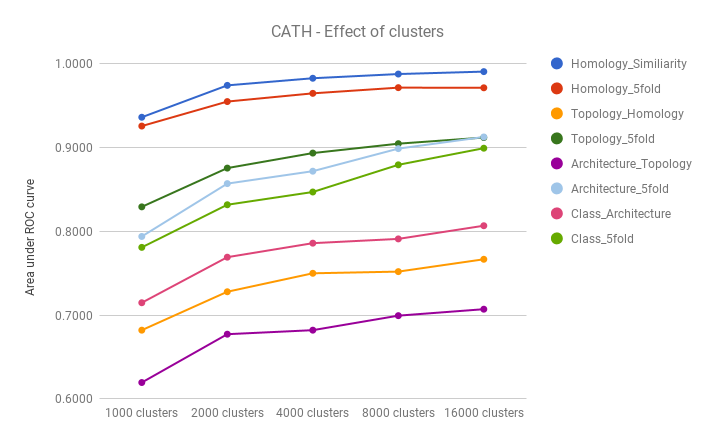 CATH - Effect of clusters
1.0000
0.9000
0.8000
0.7000
0.6000
Area under ROC curve
1000 clusters
2000 clusters
4000 clusters
8000 clusters
16000 clusters
Homology_Similiarity
Homology_5fold
Topology_Homology
Topology_5fold
Architecture_Topology
Architecture_5fold
Class_Architecture
Class_5fold